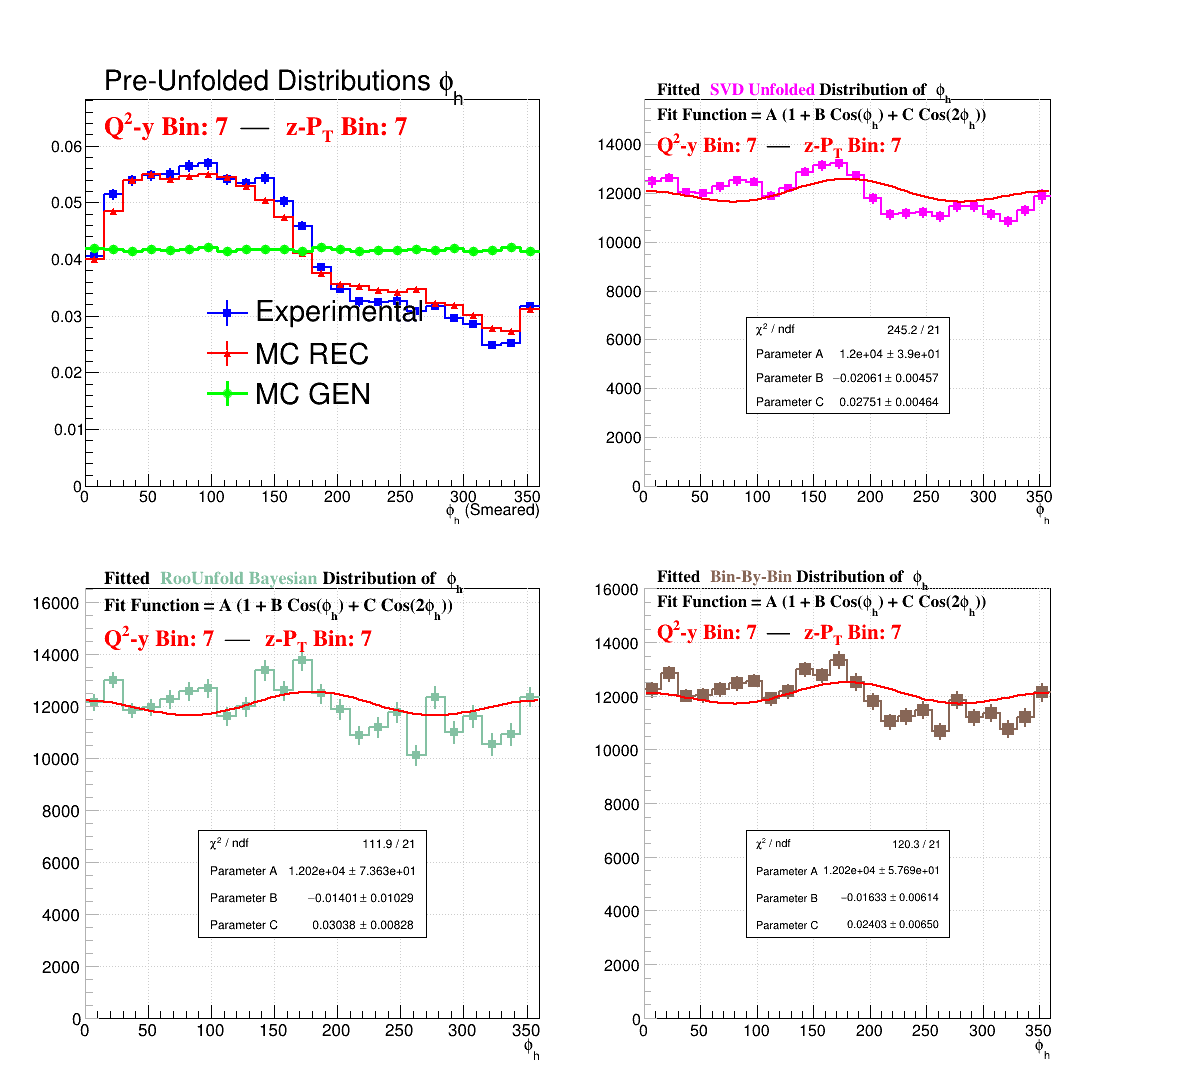 Pre-Unfolded Distributions ϕh
Q2-y Bin: 7 — z-PT Bin: 7
0.06
0.05
0.04
0.03
0.02
0.01
0
Experimental
MC REC
MC GEN
0 50 100 150 200 250 300 350
ϕh (Smeared)
Fitted SVD Unfolded Distribution of ϕh
Fit Function = A (1 + B Cos(ϕh) + C Cos(2ϕh))
Q2-y Bin: 7 — z-PT Bin: 7
14000
12000
10000
8000
6000
4000
2000
0
χ2 / ndf 245.2 / 21
Parameter A 1.2e+04 ± 3.9e+01
Parameter B −0.02061 ± 0.00457
Parameter C 0.02751 ± 0.00464
0 50 100 150 200 250 300 350
ϕh
Fitted RooUnfold Bayesian Distribution of ϕh
Fit Function = A (1 + B Cos(ϕh) + C Cos(2ϕh))
Q2-y Bin: 7 — z-PT Bin: 7
16000
14000
12000
10000
8000
6000
4000
2000
0
χ2 / ndf 111.9 / 21
Parameter A 1.202e+04 ± 7.363e+01
Parameter B −0.01401 ± 0.01029
Parameter C 0.03038 ± 0.00828
0 50 100 150 200 250 300 350
ϕh
Fitted Bin-By-Bin Distribution of ϕh
Fit Function = A (1 + B Cos(ϕh) + C Cos(2ϕh))
Q2-y Bin: 7 — z-PT Bin: 7
16000
14000
12000
10000
8000
6000
4000
2000
0
χ2 / ndf 120.3 / 21
Parameter A 1.202e+04 ± 5.769e+01
Parameter B −0.01633 ± 0.00614
Parameter C 0.02403 ± 0.00650
0 50 100 150 200 250 300 350
ϕh